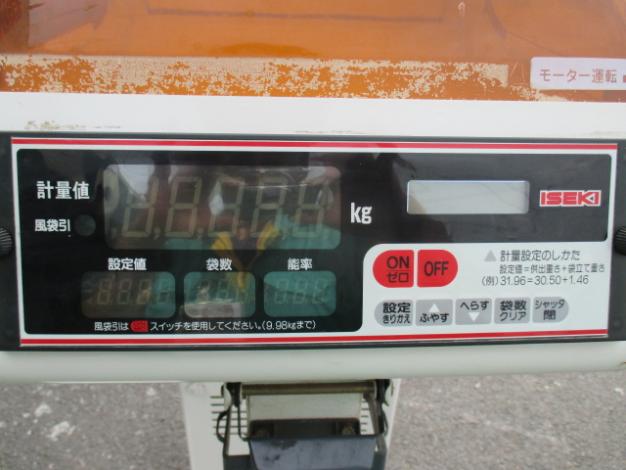 モーター運転
計量値
風袋引
kg
ISEKI
設定値 袋数 能率
ON
ゼロ
OFF
計量設定のしかた
設定値=供出重さ+袋立て重さ
(例) 31.96=30.50+1.46
設定
きりかえ
ふやす
へらす
袋数
クリア
シャッタ
閉
風袋引は スイッチを使用してください。(9.98kgまで)